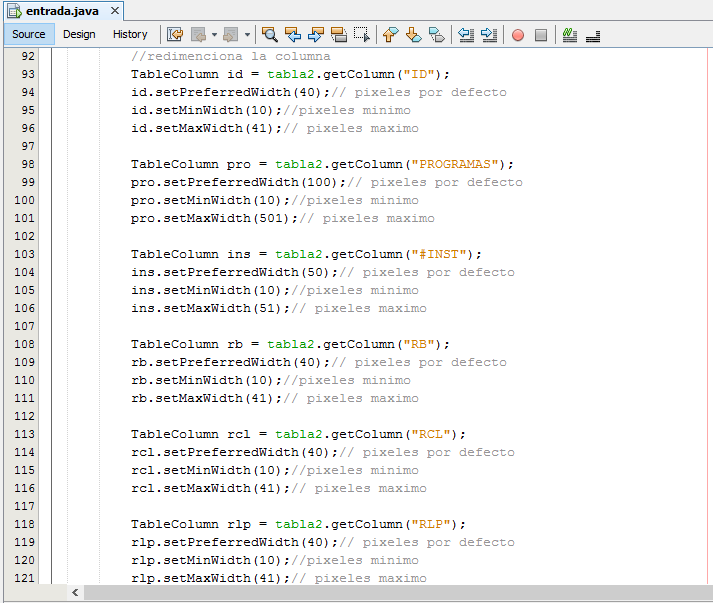 entrada.java
Source Design History
92 //redimenciona la columna
93 TableColumn id = tabla2.getColumn("ID");
94 id.setPreferredWidth(40);// pixeles por defecto
95 id.setMinWidth(10);//pixeles minimo
96 id.setMaxWidth(41);// pixeles maximo
97
98 TableColumn pro = tabla2.getColumn("PROGRAMAS");
99 pro.setPreferredWidth(100);// pixeles por defecto
100 pro.setMinWidth(10);//pixeles minimo
101 pro.setMaxWidth(501);// pixeles maximo
102
103 TableColumn ins = tabla2.getColumn("#INST");
104 ins.setPreferredWidth(50);// pixeles por defecto
105 ins.setMinWidth(10);//pixeles minimo
106 ins.setMaxWidth(51);// pixeles maximo
107
108 TableColumn rb = tabla2.getColumn("RB");
109 rb.setPreferredWidth(40);// pixeles por defecto
110 rb.setMinWidth(10);//pixeles minimo
111 rb.setMaxWidth(41);// pixeles maximo
112
113 TableColumn rcl = tabla2.getColumn("RCL");
114 rcl.setPreferredWidth(40);// pixeles por defecto
115 rcl.setMinWidth(10);//pixeles minimo
116 rcl.setMaxWidth(41);// pixeles maximo
117
118 TableColumn rlp = tabla2.getColumn("RLP");
119 rlp.setPreferredWidth(40);// pixeles por defecto
120 rlp.setMinWidth(10);//pixeles minimo
121 rlp.setMaxWidth(41);// pixeles maximo